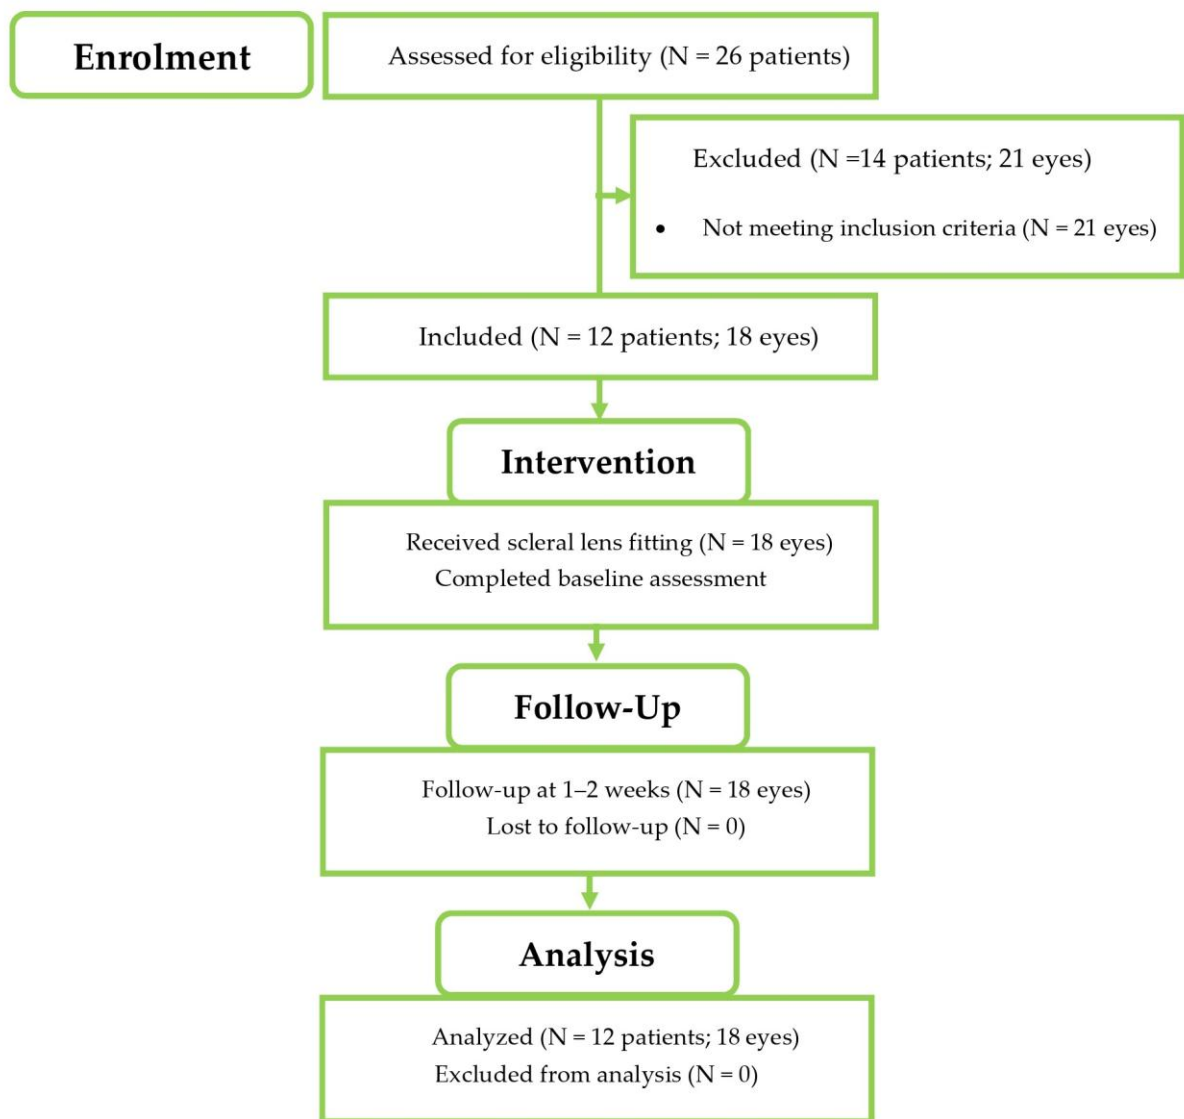 Enrolment
Assessed for eligibility (N = 26 patients)
Excluded (N =14 patients; 21 eyes)
• Not meeting inclusion criteria (N = 21 eyes)
Included (N = 12 patients; 18 eyes)
Intervention
Received scleral lens fitting (N = 18 eyes)
Completed baseline assessment
Follow-Up
Follow-up at 1–2 weeks (N = 18 eyes)
Lost to follow-up (N = 0)
Analysis
Analyzed (N = 12 patients; 18 eyes)
Excluded from analysis (N = 0)